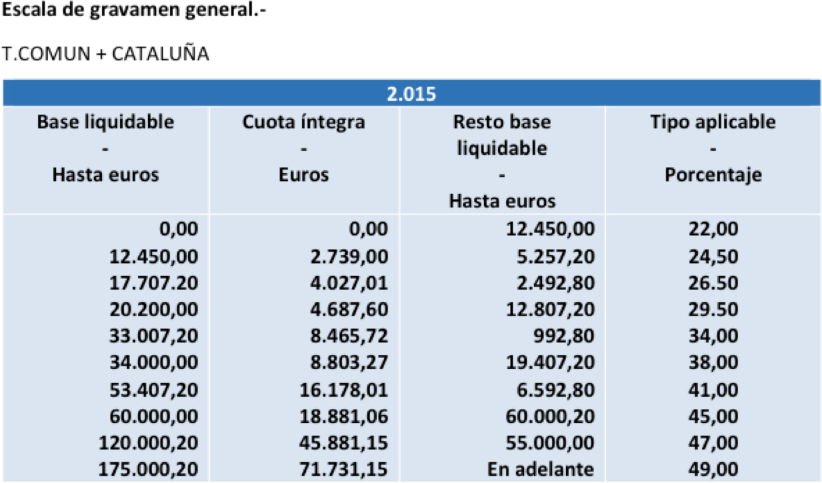 Escala de gravamen general.-
T.COMUN + CATALUÑA
2.015
Base liquidable - Hasta euros Cuota íntegra - Euros Resto base liquidable - Hasta euros Tipo aplicable - Porcentaje
0,00 0,00 12.450,00 22,00
12.450,00 2.739,00 5.257,20 24,50
17.707.20 4.027,01 2.492,80 26.50
20.200,00 4.687,60 12.807,20 29.50
33.007,20 8.465,72 992,80 34,00
34.000,00 8.803,27 19.407,20 38,00
53.407,20 16.178,01 6.592,80 41,00
60.000,00 18.881,06 60.000,20 45,00
120.000,20 45.881,15 55.000,00 47,00
175.000,20 71.731,15 En adelante 49,00